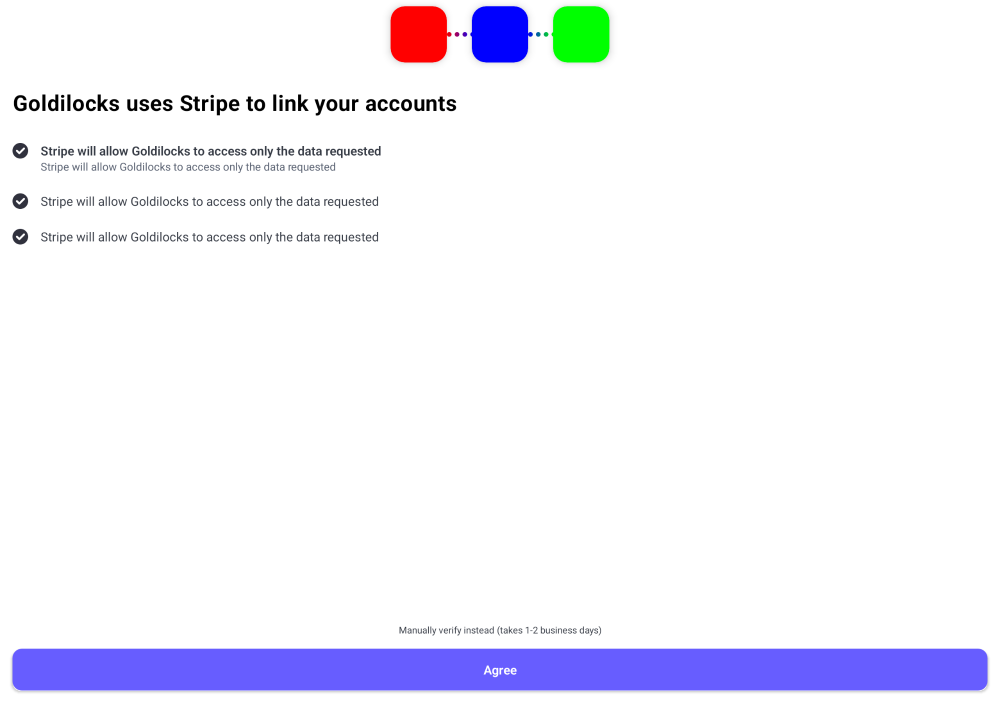 Goldilocks uses Stripe to link your accounts
Stripe will allow Goldilocks to access only the data requested
Stripe will allow Goldilocks to access only the data requested
Stripe will allow Goldilocks to access only the data requested
Stripe will allow Goldilocks to access only the data requested
Manually verify instead (takes 1-2 business days)
Agree